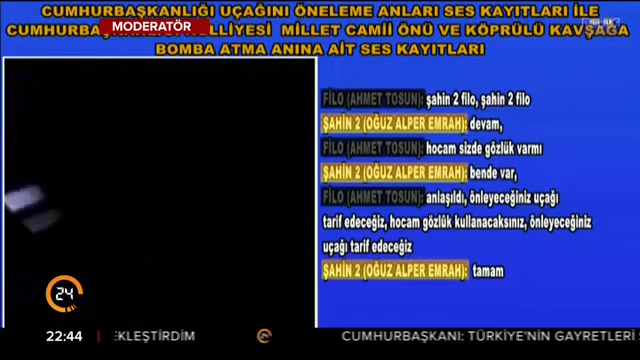 CUMHURBAŞKANLIĞI UÇAĞINI ÖNELEME ANLARI SES KAYITLARI İLE
MODERATÖR
MİLLET CAMİİ ÖNÜ VE KÖPRÜLÜ KAVŞAĞA
BOMBA ATMA ANINA AİT SES KAYITLARI
FİLO (AHMET TOSUN): şahin 2 filo, şahin 2 filo
ŞAHİN 2 (OĞUZ ALPER EMRAH): devam,
FİLO (AHMET TOSUN): hocam sizde gözlük varmı
ŞAHİN 2 (OĞUZ ALPER EMRAH): bende var,
FİLO (AHMET TOSUN): anlaşıldı, önleyeceğiniz uçağı
tarif edeceğiz, hocam gözlük kullanacaksınız, önleyeceğiniz
uçağı tarif edeceğiz
ŞAHİN 2 (OĞUZ ALPER EMRAH): tamam
24
22:44
EKLEŞTİRDİM
CUMHURBAŞKANI: TÜRKİYE'NİN GAYRETLERİ